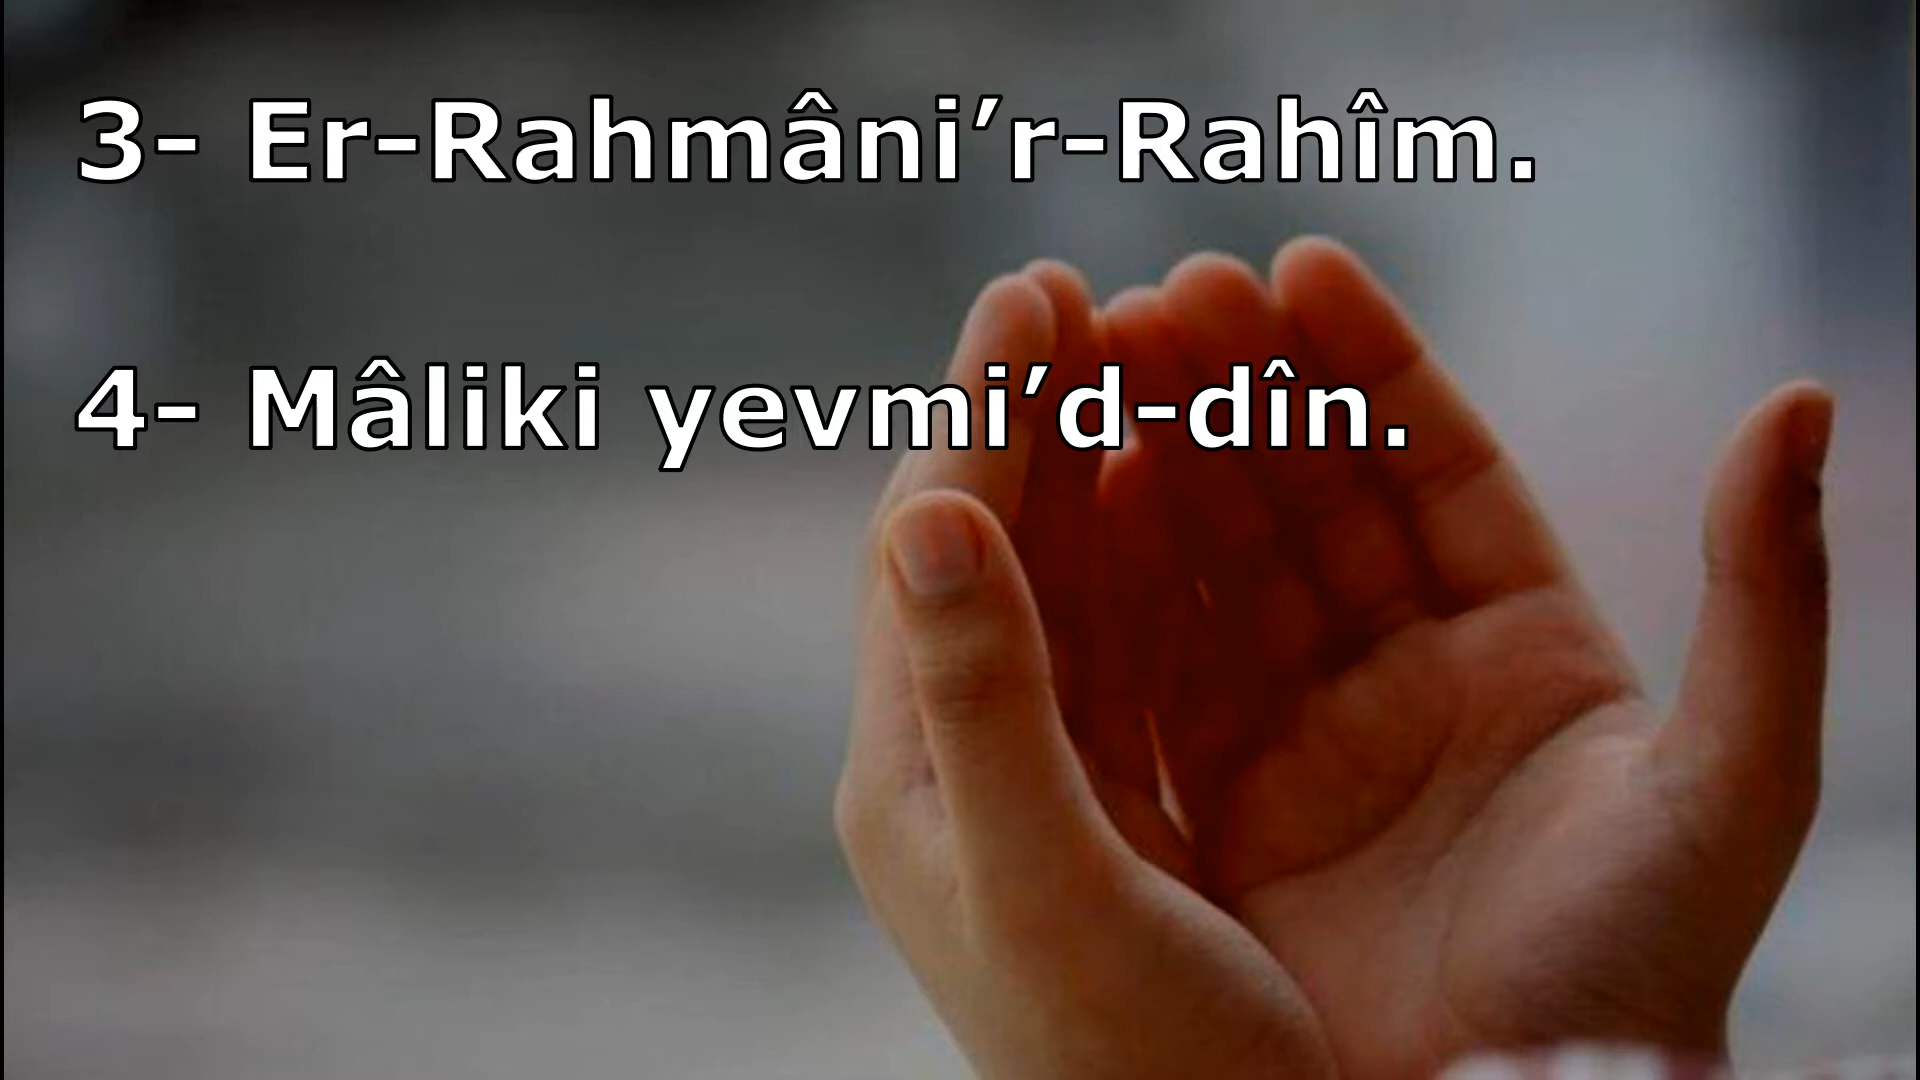 3- Er-Rahmâni’r-Rahîm.
4- Mâliki yevmi’d-dîn.